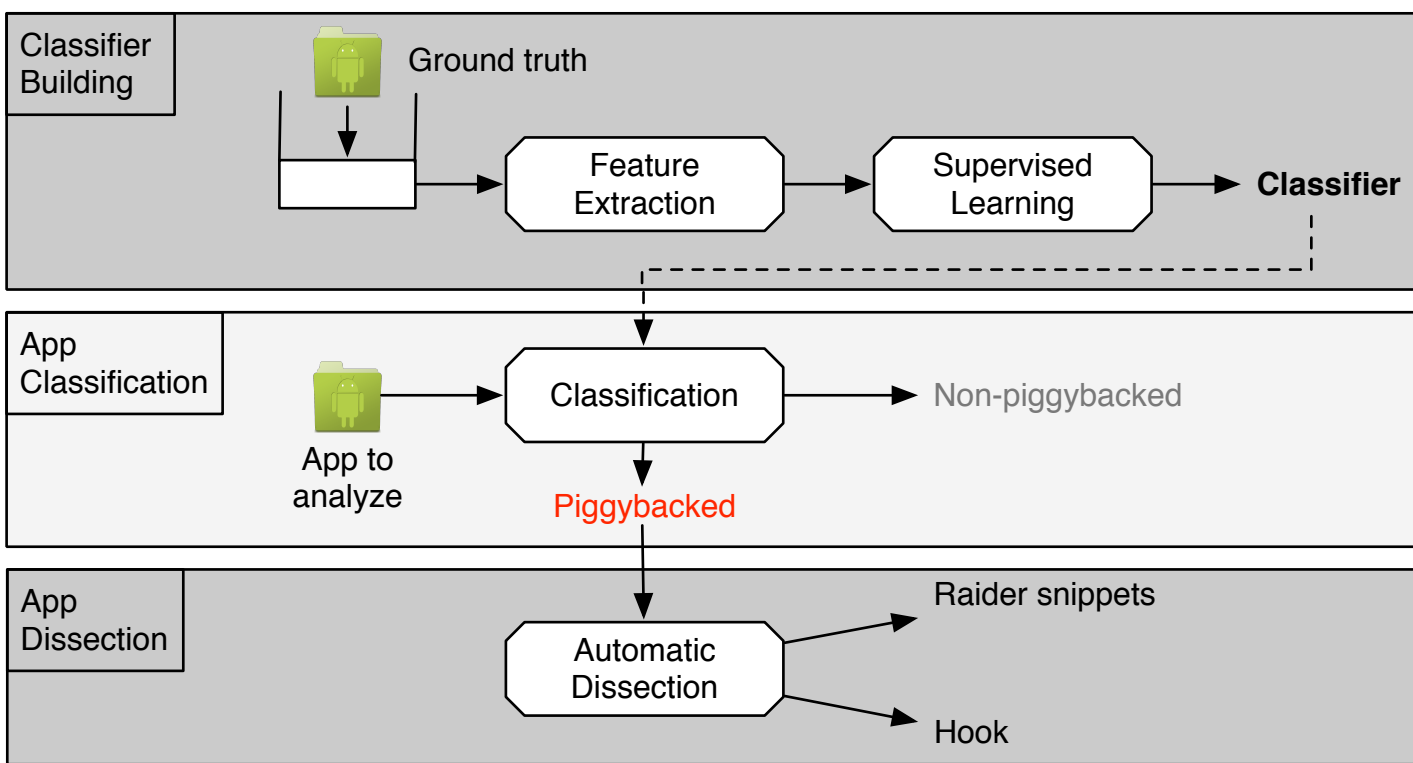 Classifier
Building
Ground truth
Feature
Extraction
Supervised
Learning
Classifier
App
Classification
App to
analyze
Classification
Non-piggybacked
Piggybacked
App
Dissection
Automatic
Dissection
Raider snippets
Hook